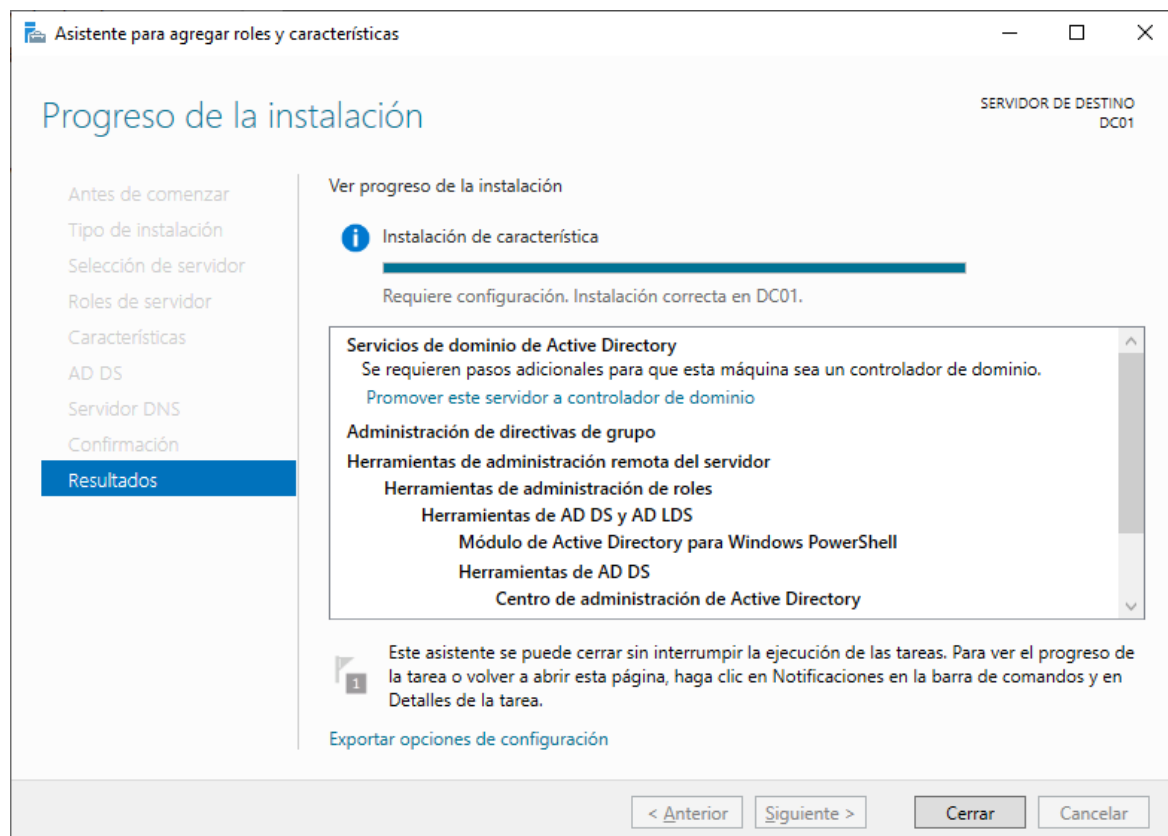 Asistente para agregar roles y características
Progreso de la instalación
SERVIDOR DE DESTINO
DC01
Antes de comenzar
Tipo de instalación
Selección de servidor
Roles de servidor
Características
AD DS
Servidor DNS
Confirmación
Resultados
Ver progreso de la instalación
Instalación de característica
Requiere configuración. Instalación correcta en DC01.
Servicios de dominio de Active Directory
Se requieren pasos adicionales para que esta máquina sea un controlador de dominio.
Promover este servidor a controlador de dominio
Administración de directivas de grupo
Herramientas de administración remota del servidor
Herramientas de administración de roles
Herramientas de AD DS y AD LDS
Módulo de Active Directory para Windows PowerShell
Herramientas de AD DS
Centro de administración de Active Directory
1
Este asistente se puede cerrar sin interrumpir la ejecución de las tareas. Para ver el progreso de
la tarea o volver a abrir esta página, haga clic en Notificaciones en la barra de comandos y en
Detalles de la tarea.
Exportar opciones de configuración
< Anterior
Siguiente >
Cerrar
Cancelar